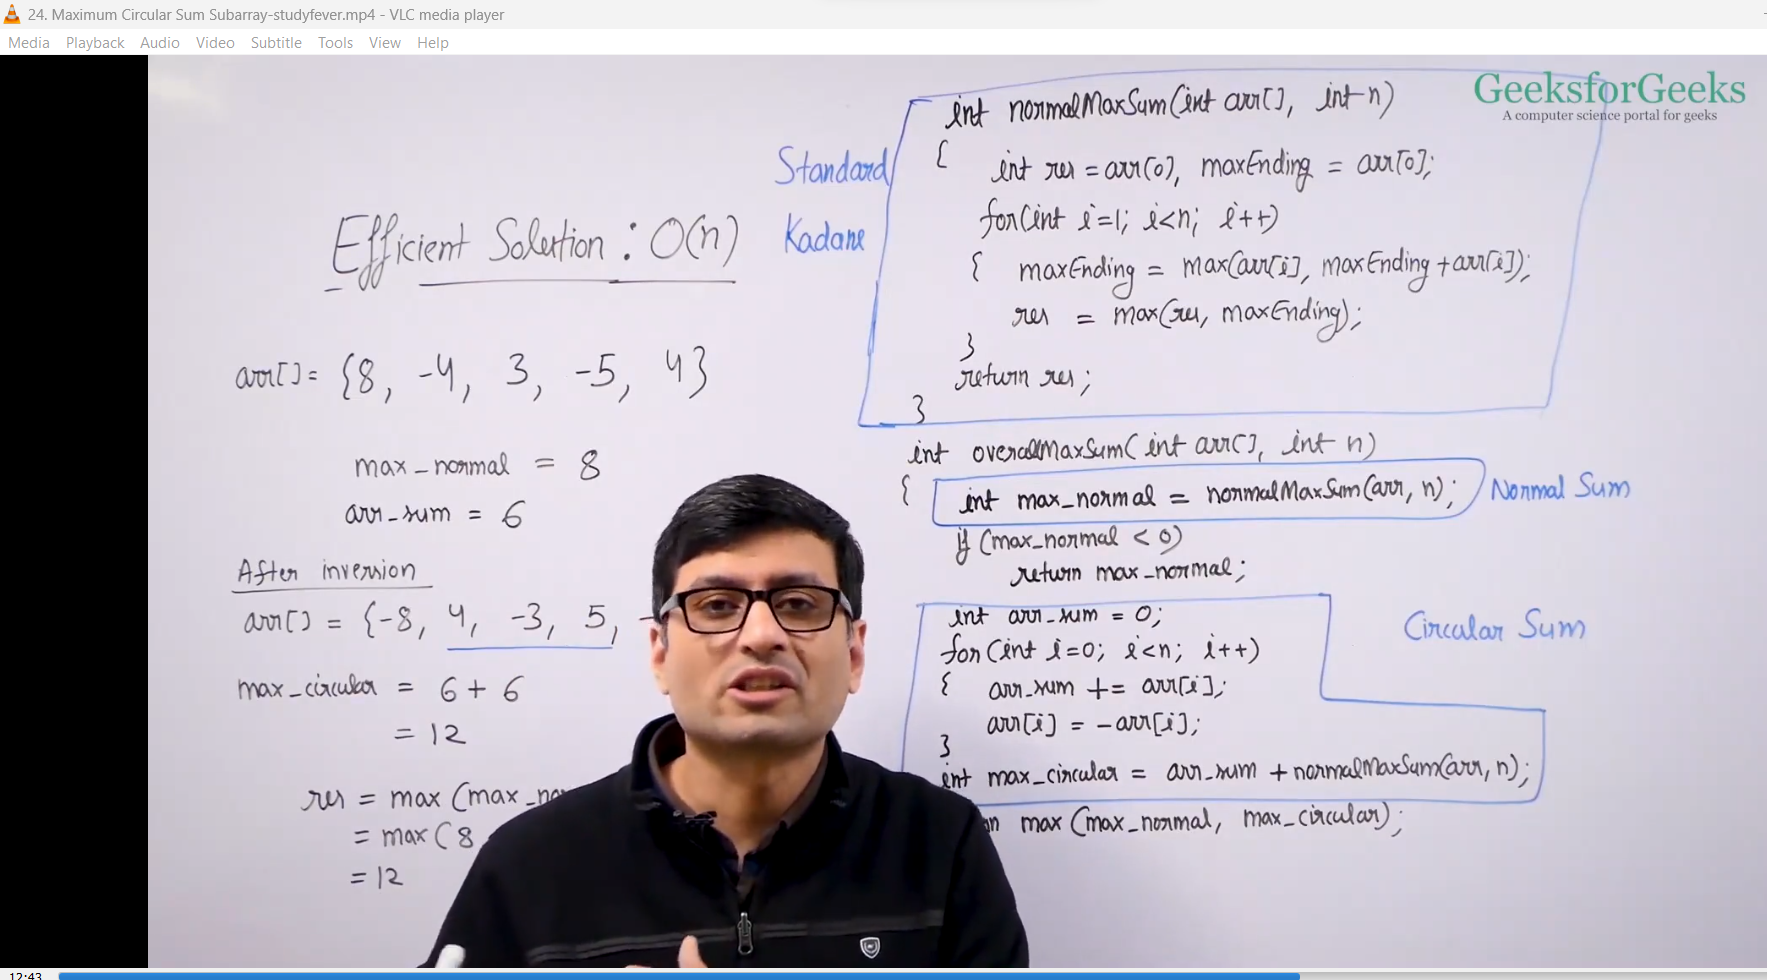 24. Maximum Circular Sum Subarray-studyfever.mp4 - VLC media player
Media Playback Audio Video Subtitle Tools View Help
GeeksforGeeks
A computer science portal for geeks
Efficient Solution : O(n)
arr[] = {8, -4, 3, -5, 4}
max_normal = 8
arr_sum = 6
After inversion
arr[] = {-8, 4, -3, 5, -
max_circular = 6 + 6
= 12
res = max (max_no
= max (8
= 12
Standard
Kadane
int normalMaxSum(int arr[], int n)
{
int res = arr[0], maxEnding = arr[0];
for(int i=1; i<n; i++)
{ maxEnding = max(arr[i], maxEnding+arr[i]);
res = max(res, maxEnding);
}
return res;
}
int overallMaxSum(int arr[], int n)
{ int max_normal = normalMaxSum(arr, n); Normal Sum
if (max_normal < 0)
return max_normal;
int arr_sum = 0; Circular Sum
for(int i=0; i<n; i++)
{ arr_sum += arr[i];
arr[i] = -arr[i];
}
int max_circular = arr_sum + normalMaxSum(arr, n);
n max (max_normal, max_circular);
12:43